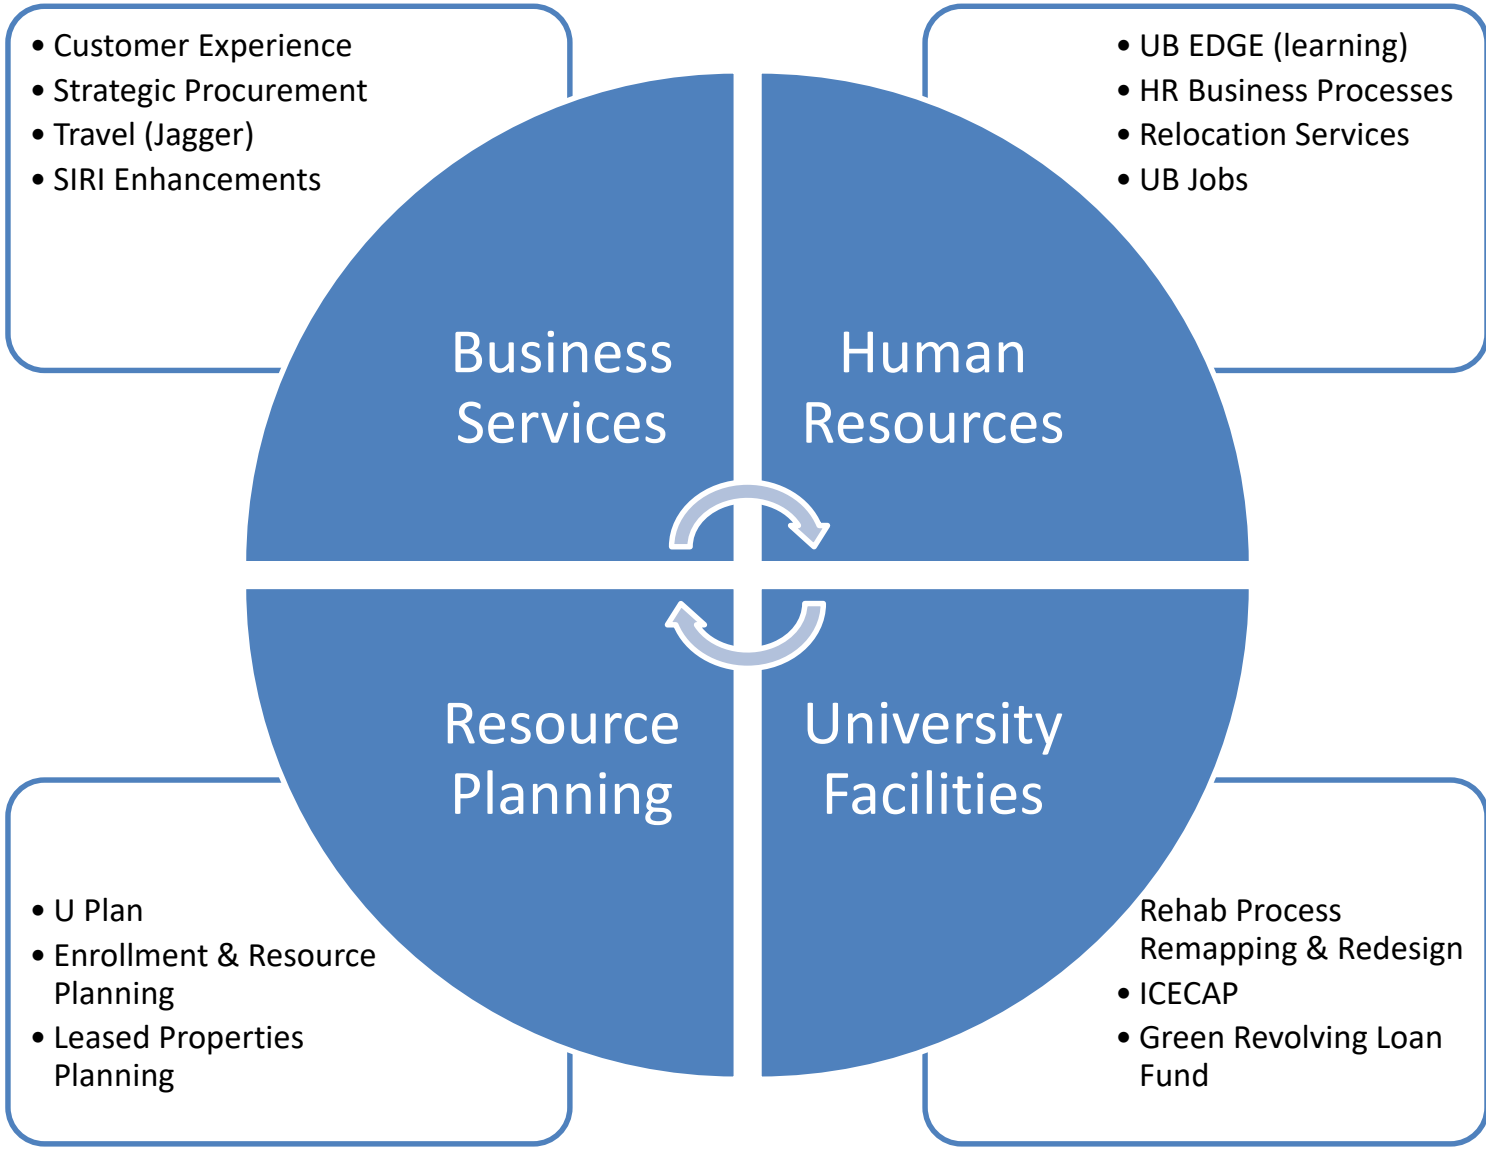 • Customer Experience
• Strategic Procurement
• Travel (Jagger)
• SIRI Enhancements
• UB EDGE (learning)
• HR Business Processes
• Relocation Services
• UB Jobs
Business
Services
Human
Resources
Resource
Planning
University
Facilities
• U Plan
• Enrollment & Resource
Planning
• Leased Properties
Planning
Rehab Process
Remapping & Redesign
• ICECAP
• Green Revolving Loan
Fund